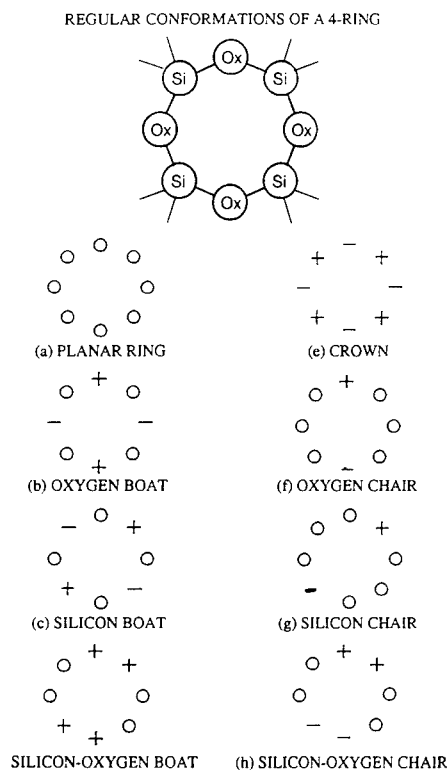 REGULAR CONFORMATIONS OF A 4-RING
Ox
Si Si
Ox Ox
Si Si
Ox
(a) PLANAR RING
(e) CROWN
(b) OXYGEN BOAT
(f) OXYGEN CHAIR
(c) SILICON BOAT
(g) SILICON CHAIR
SILICON-OXYGEN BOAT
(h) SILICON-OXYGEN CHAIR